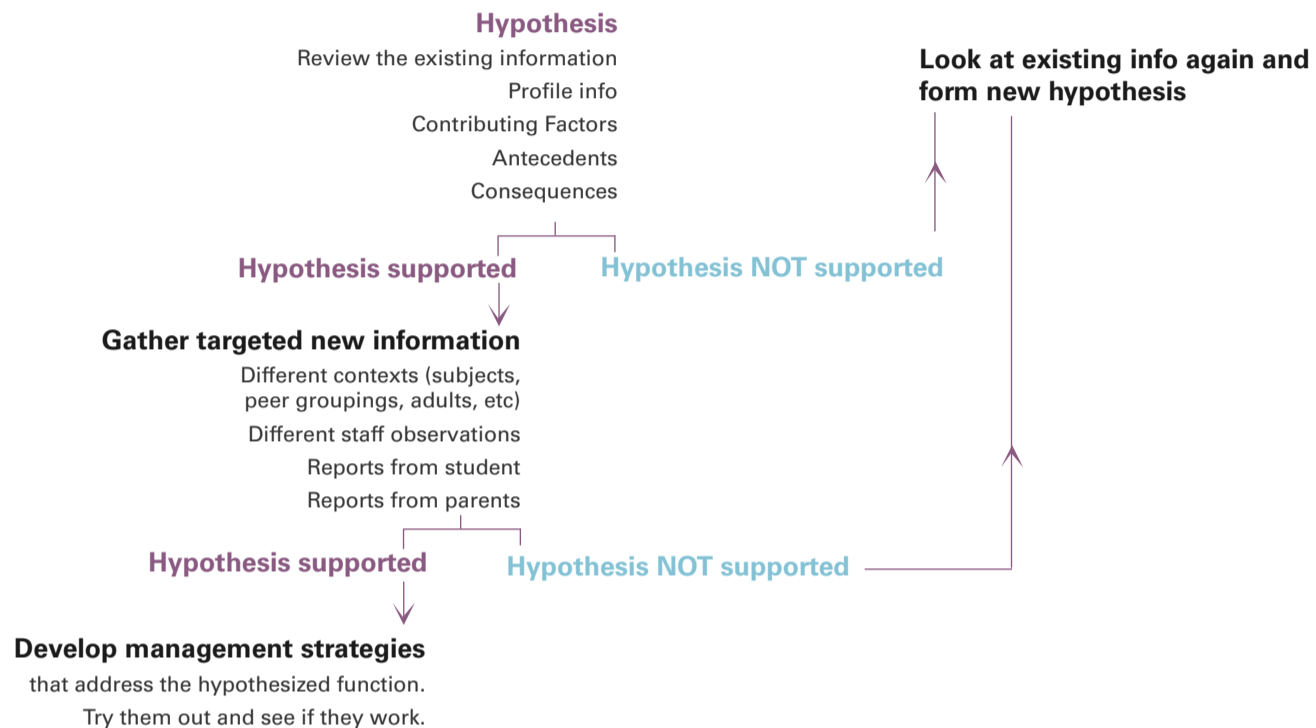 Hypothesis
Review the existing information
Profile info
Contributing Factors
Antecedents
Consequences
Look at existing info again and
form new hypothesis
Hypothesis supported
Hypothesis NOT supported
Gather targeted new information
Different contexts (subjects,
peer groupings, adults, etc)
Different staff observations
Reports from student
Reports from parents
Hypothesis supported
Hypothesis NOT supported
Develop management strategies
that address the hypothesized function.
Try them out and see if they work.